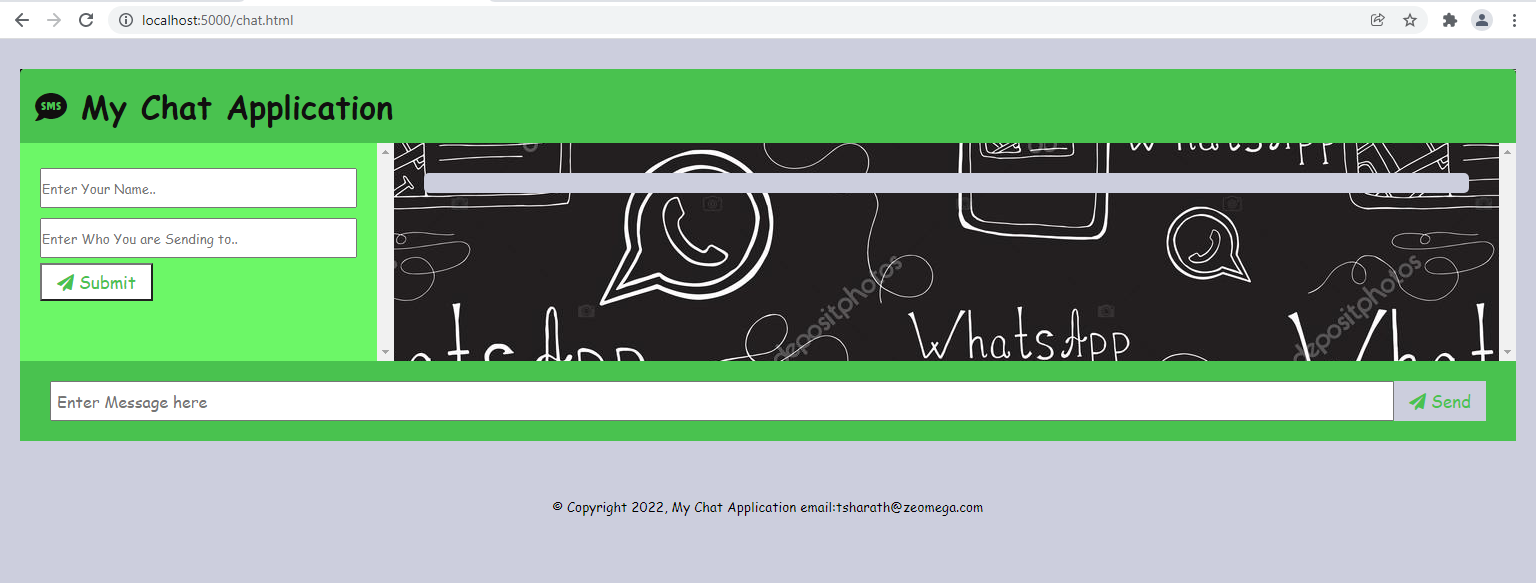 localhost:5000/chat.html
SMS My Chat Application
WhatsApp
Enter Your Name..
Enter Who You are Sending to..
Submit
depositphotos
depositphotos
WhatsApp
Enter Message here
Send
© Copyright 2022, My Chat Application email:tsharath@zeomega.com